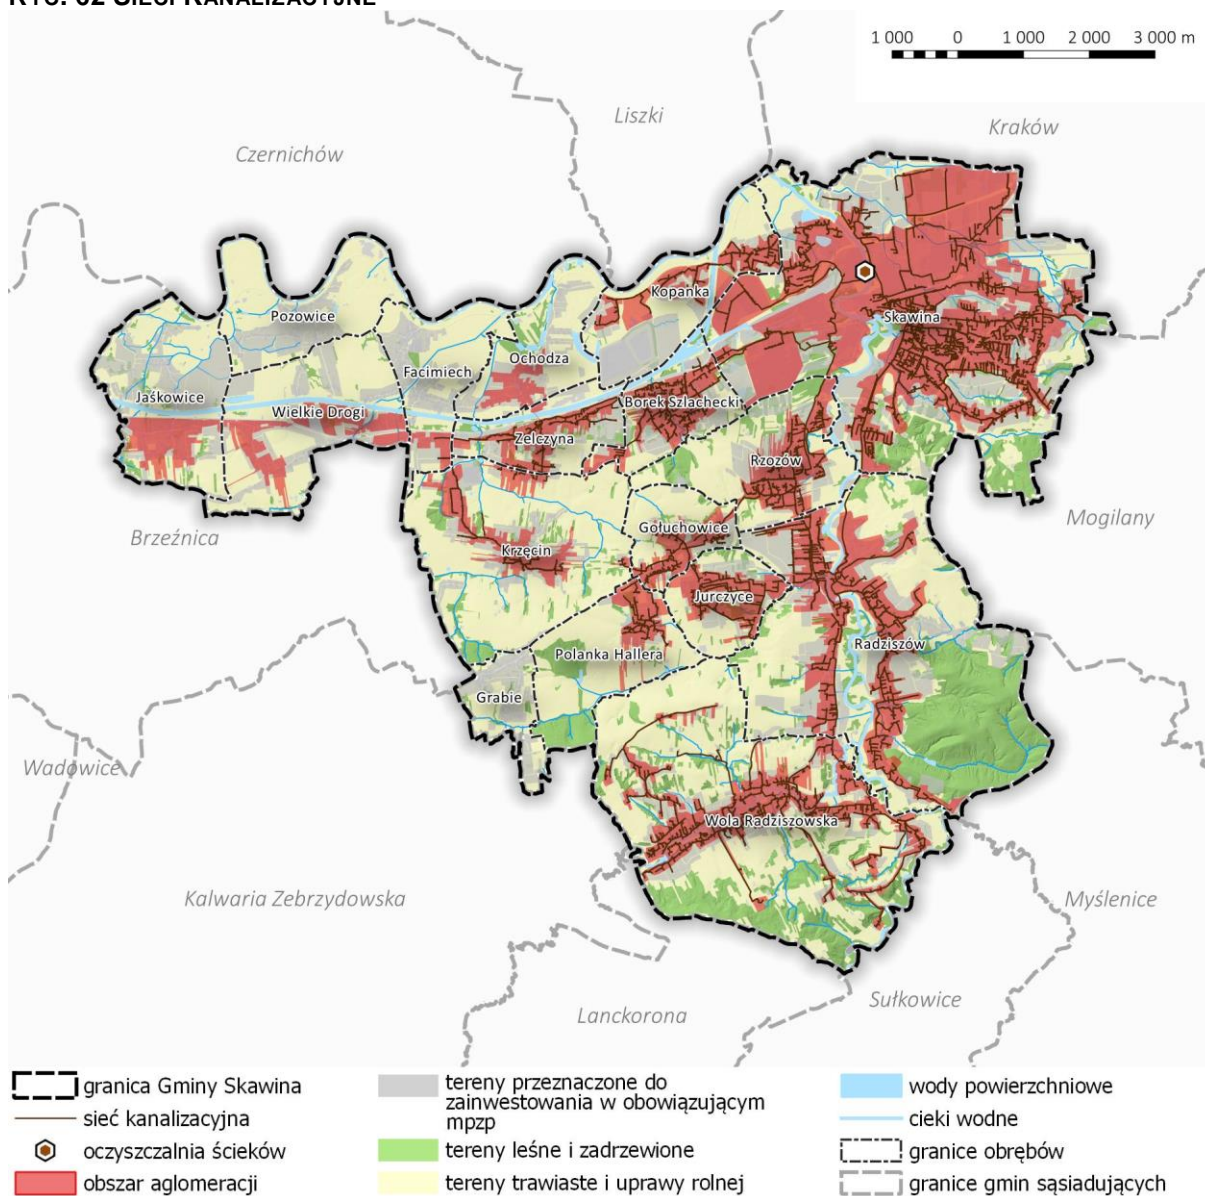 RYC. 62 SIECI KANALIZACYJNE
1 000 0 1 000 2 000 3 000 m
Liszki
Kraków
Czernichów
Kopanka
Pozowice
Skawina
Ochodza
Facimiech
Jaśkowice
Borek Szlachecki
Wielkie Drogi
Zelczyna
Rzozów
Mogilany
Gołuchowice
Brzeźnica
Krzęcin
Jurczyce
Radziszów
Polanka Hallera
Grabie
Wadowice
Wola Radziszowska
Kalwaria Zebrzydowska
Myślenice
Sułkowice
Lanckorona
granica Gminy Skawina
sieć kanalizacyjna
oczyszczalnia ścieków
obszar aglomeracji
tereny przeznaczone do
zainwestowania w obowiązującym
mpzp
tereny leśne i zadrzewione
tereny trawiaste i uprawy rolnej
wody powierzchniowe
cieki wodne
granice obrębów
granice gmin sąsiadujących